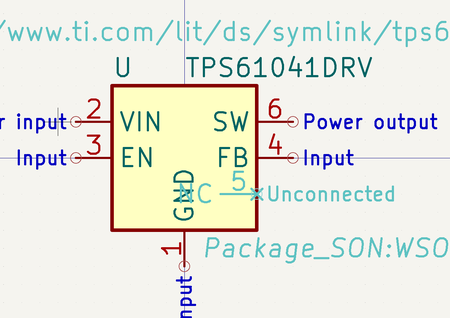 /www.ti.com/lit/ds/symlink/tps6
U TPS61041DRV
r input 2 VIN SW 6 Power output
Input 3 EN FB 4 Input
NC 5 Unconnected
GND
1
Package_SON:WSO
nput